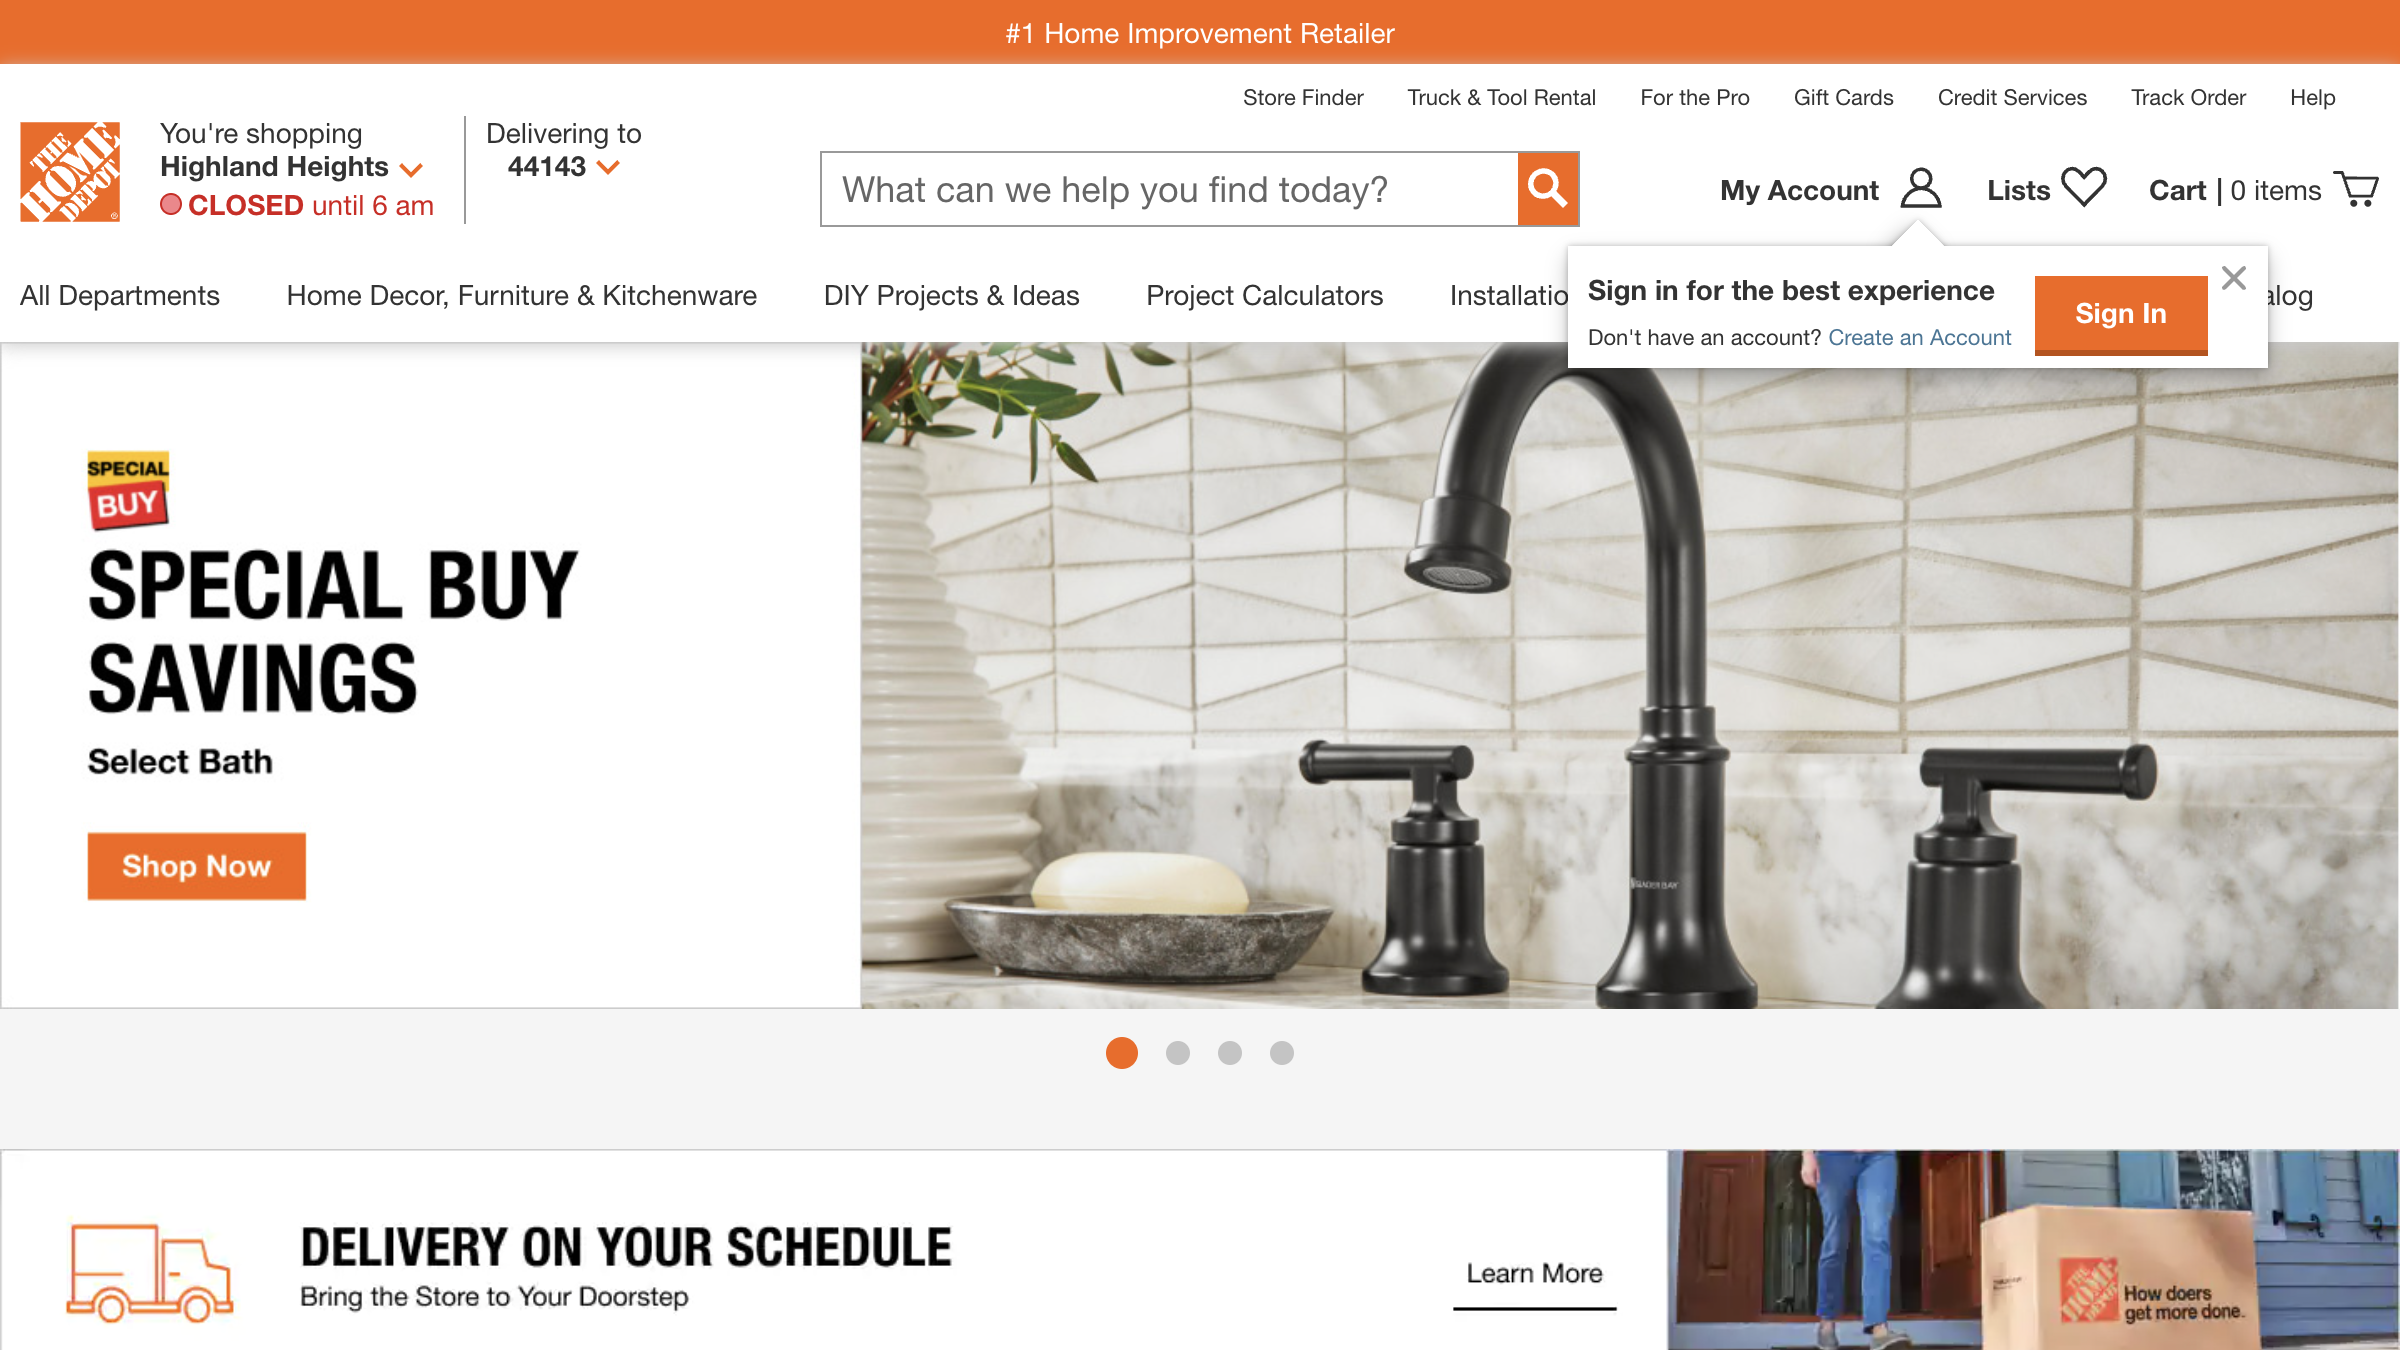 #1 Home Improvement Retailer
Store Finder Truck & Tool Rental For the Pro Gift Cards Credit Services Track Order Help
THE HOME DEPOT
You're shopping
Highland Heights
CLOSED until 6 am
Delivering to
44143
What can we help you find today?
My Account Lists Cart | 0 items
All Departments Home Decor, Furniture & Kitchenware DIY Projects & Ideas Project Calculators
Sign in for the best experience
Don't have an account? Create an Account
Sign In
SPECIAL
BUY
SPECIAL BUY
SAVINGS
Select Bath
Shop Now
GLACIER BAY
DELIVERY ON YOUR SCHEDULE
Bring the Store to Your Doorstep
Learn More
THE HOME DEPOT
How doers
get more done.